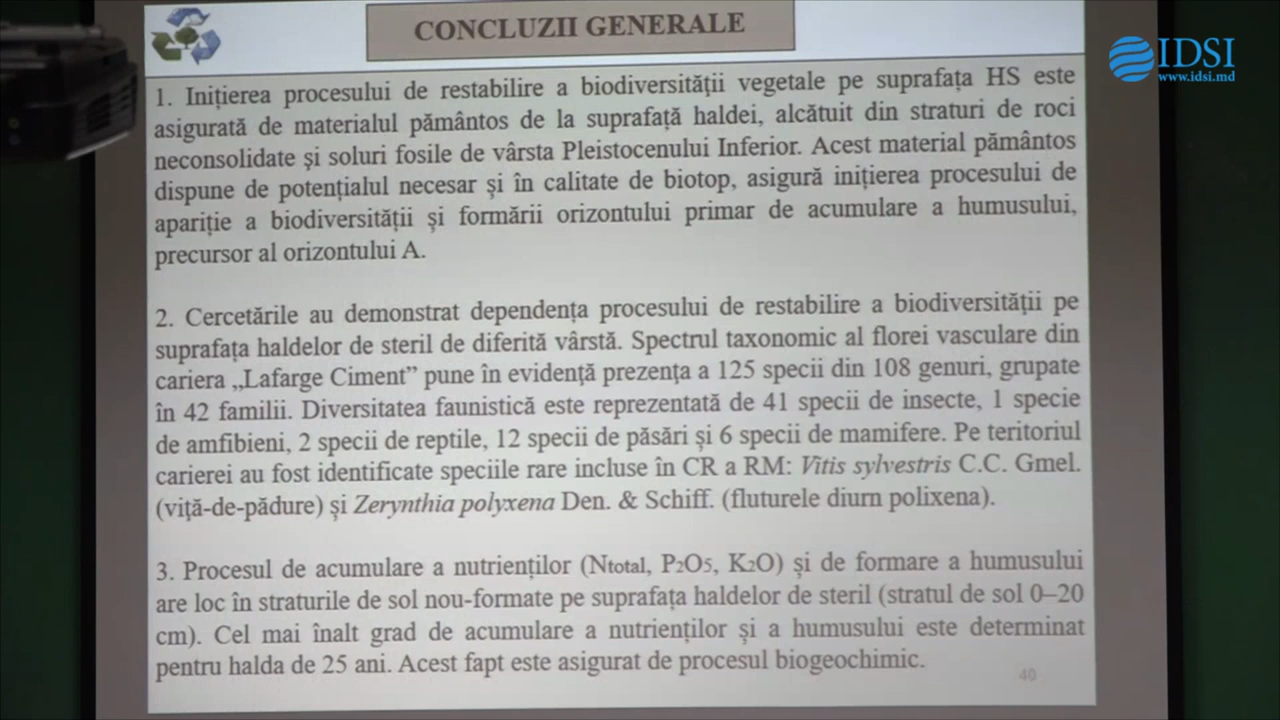 CONCLUZII GENERALE
IDSI
www.idsi.md
1. Inițierea procesului de restabilire a biodiversității vegetale pe suprafața HS este
asigurată de materialul pământos de la suprafață haldei, alcătuit din straturi de roci
neconsolidate și soluri fosile de vârsta Pleistocenului Inferior. Acest material pământos
dispune de potențialul necesar și în calitate de biotop, asigură inițierea procesului de
apariție a biodiversității și formării orizontului primar de acumulare a humusului,
precursor al orizontului A.
2. Cercetările au demonstrat dependența procesului de restabilire a biodiversității pe
suprafața haldelor de steril de diferită vârstă. Spectrul taxonomic al florei vasculare din
cariera „Lafarge Ciment” pune în evidență prezența a 125 specii din 108 genuri, grupate
în 42 familii. Diversitatea faunistică este reprezentată de 41 specii de insecte, 1 specie
de amfibieni, 2 specii de reptile, 12 specii de păsări și 6 specii de mamifere. Pe teritoriul
carierei au fost identificate speciile rare incluse în CR a RM: Vitis sylvestris C.C. Gmel.
(viță-de-pădure) și Zerynthia polyxena Den. & Schiff. (fluturele diurn polixena).
3. Procesul de acumulare a nutrienților (Ntotal, P2O5, K2O) și de formare a humusului
are loc în straturile de sol nou-formate pe suprafața haldelor de steril (stratul de sol 0–20
cm). Cel mai înalt grad de acumulare a nutrienților și a humusului este determinat
pentru halda de 25 ani. Acest fapt este asigurat de procesul biogeochimic.
40